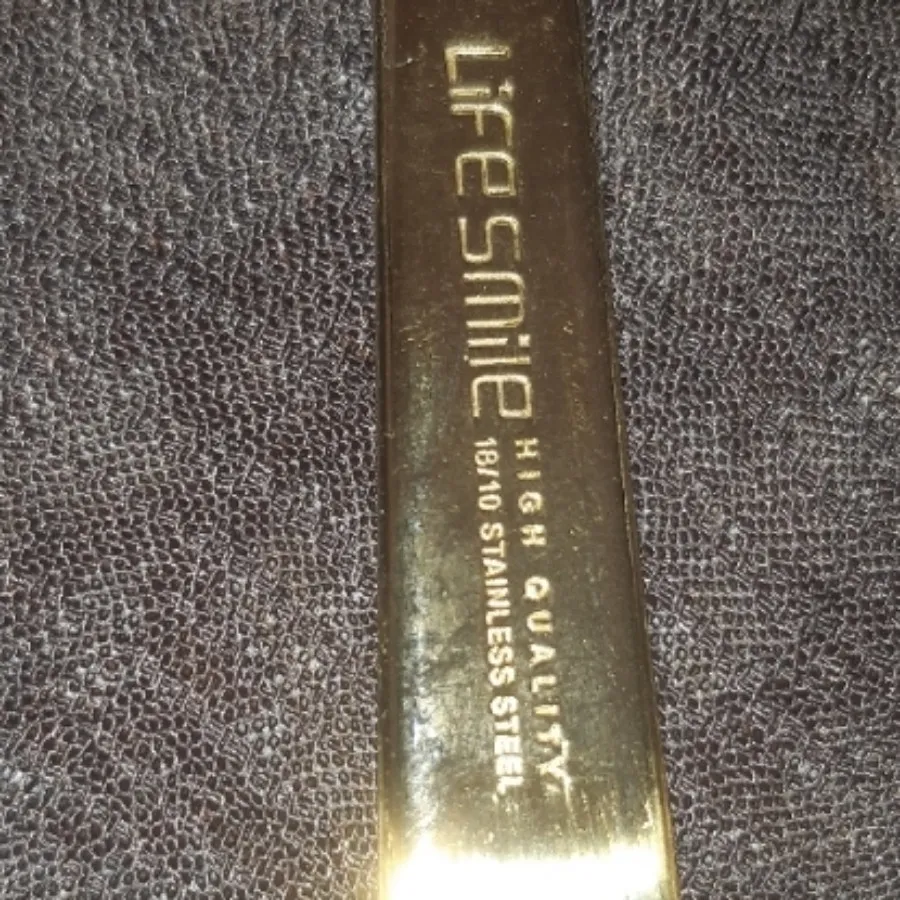 Life smile
HIGH QUALITY
18/10 STAINLESS STEEL